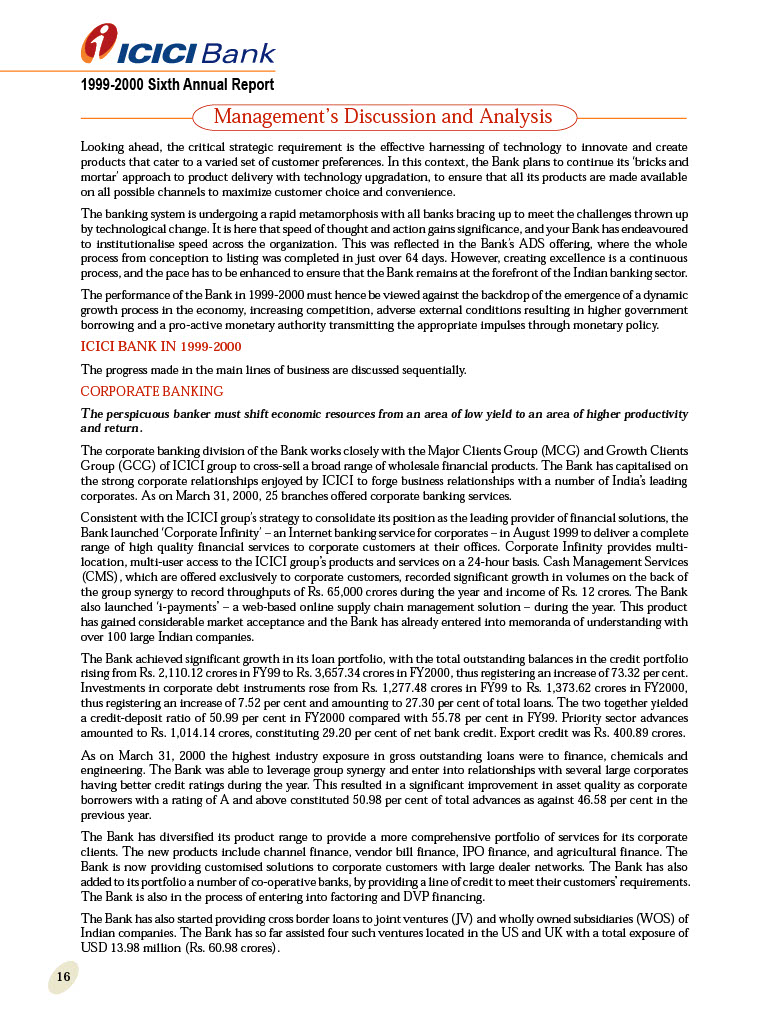 ICICI Bank
1999-2000 Sixth Annual Report
Management's Discussion and Analysis
Looking ahead, the critical strategic requirement is the effective harnessing of technology to innovate and create
products that cater to a varied set of customer preferences. In this context, the Bank plans to continue its 'bricks and
mortar' approach to product delivery with technology upgradation, to ensure that all its products are made available
on all possible channels to maximize customer choice and convenience.
The banking system is undergoing a rapid metamorphosis with all banks bracing up to meet the challenges thrown up
by technological change. It is here that speed of thought and action gains significance, and your Bank has endeavoured
to institutionalise speed across the organization. This was reflected in the Bank's ADS offering, where the whole
process from conception to listing was completed in just over 64 days. However, creating excellence is a continuous
process, and the pace has to be enhanced to ensure that the Bank remains at the forefront of the Indian banking sector.
The performance of the Bank in 1999-2000 must hence be viewed against the backdrop of the emergence of a dynamic
growth process in the economy, increasing competition, adverse external conditions resulting in higher government
borrowing and a pro-active monetary authority transmitting the appropriate impulses through monetary policy.
ICICI BANK IN 1999-2000
The progress made in the main lines of business are discussed sequentially.
CORPORATE BANKING
The perspicuous banker must shift economic resources from an area of low yield to an area of higher productivity
and return.
The corporate banking division of the Bank works closely with the Major Clients Group (MCG) and Growth Clients
Group (GCG) of ICICI group to cross-sell a broad range of wholesale financial products. The Bank has capitalised on
the strong corporate relationships enjoyed by ICICI to forge business relationships with a number of India's leading
corporates. As on March 31, 2000, 25 branches offered corporate banking services.
Consistent with the ICICI group's strategy to consolidate its position as the leading provider of financial solutions, the
Bank launched 'Corporate Infinity' – an Internet banking service for corporates – in August 1999 to deliver a complete
range of high quality financial services to corporate customers at their offices. Corporate Infinity provides multi-
location, multi-user access to the ICICI group's products and services on a 24-hour basis. Cash Management Services
(CMS), which are offered exclusively to corporate customers, recorded significant growth in volumes on the back of
the group synergy to record throughputs of Rs. 65,000 crores during the year and income of Rs. 12 crores. The Bank
also launched 'i-payments' – a web-based online supply chain management solution – during the year. This product
has gained considerable market acceptance and the Bank has already entered into memoranda of understanding with
over 100 large Indian companies.
The Bank achieved significant growth in its loan portfolio, with the total outstanding balances in the credit portfolio
rising from Rs. 2,110.12 crores in FY99 to Rs. 3,657.34 crores in FY2000, thus registering an increase of 73.32 per cent.
Investments in corporate debt instruments rose from Rs. 1,277.48 crores in FY99 to Rs. 1,373.62 crores in FY2000,
thus registering an increase of 7.52 per cent and amounting to 27.30 per cent of total loans. The two together yielded
a credit-deposit ratio of 50.99 per cent in FY2000 compared with 55.78 per cent in FY99. Priority sector advances
amounted to Rs. 1,014.14 crores, constituting 29.20 per cent of net bank credit. Export credit was Rs. 400.89 crores.
As on March 31, 2000 the highest industry exposure in gross outstanding loans were to finance, chemicals and
engineering. The Bank was able to leverage group synergy and enter into relationships with several large corporates
having better credit ratings during the year. This resulted in a significant improvement in asset quality as corporate
borrowers with a rating of A and above constituted 50.98 per cent of total advances as against 46.58 per cent in the
previous year.
The Bank has diversified its product range to provide a more comprehensive portfolio of services for its corporate
clients. The new products include channel finance, vendor bill finance, IPO finance, and agricultural finance. The
Bank is now providing customised solutions to corporate customers with large dealer networks. The Bank has also
added to its portfolio a number of co-operative banks, by providing a line of credit to meet their customers' requirements.
The Bank is also in the process of entering into factoring and DVP financing.
The Bank has also started providing cross border loans to joint ventures (JV) and wholly owned subsidiaries (WOS) of
Indian companies. The Bank has so far assisted four such ventures located in the US and UK with a total exposure of
USD 13.98 million (Rs. 60.98 crores).
16